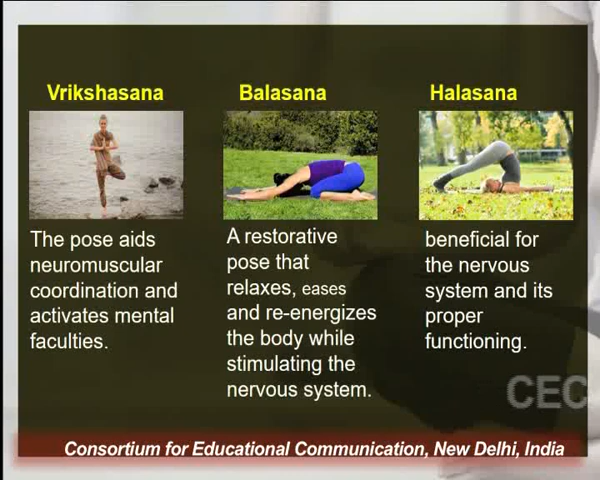 Vrikshasana
Balasana
Halasana
The pose aids
neuromuscular
coordination and
activates mental
faculties.
A restorative
pose that
relaxes, eases
and re-energizes
the body while
stimulating the
nervous system.
beneficial for
the nervous
system and its
proper
functioning.
CEC
Consortium for Educational Communication, New Delhi, India